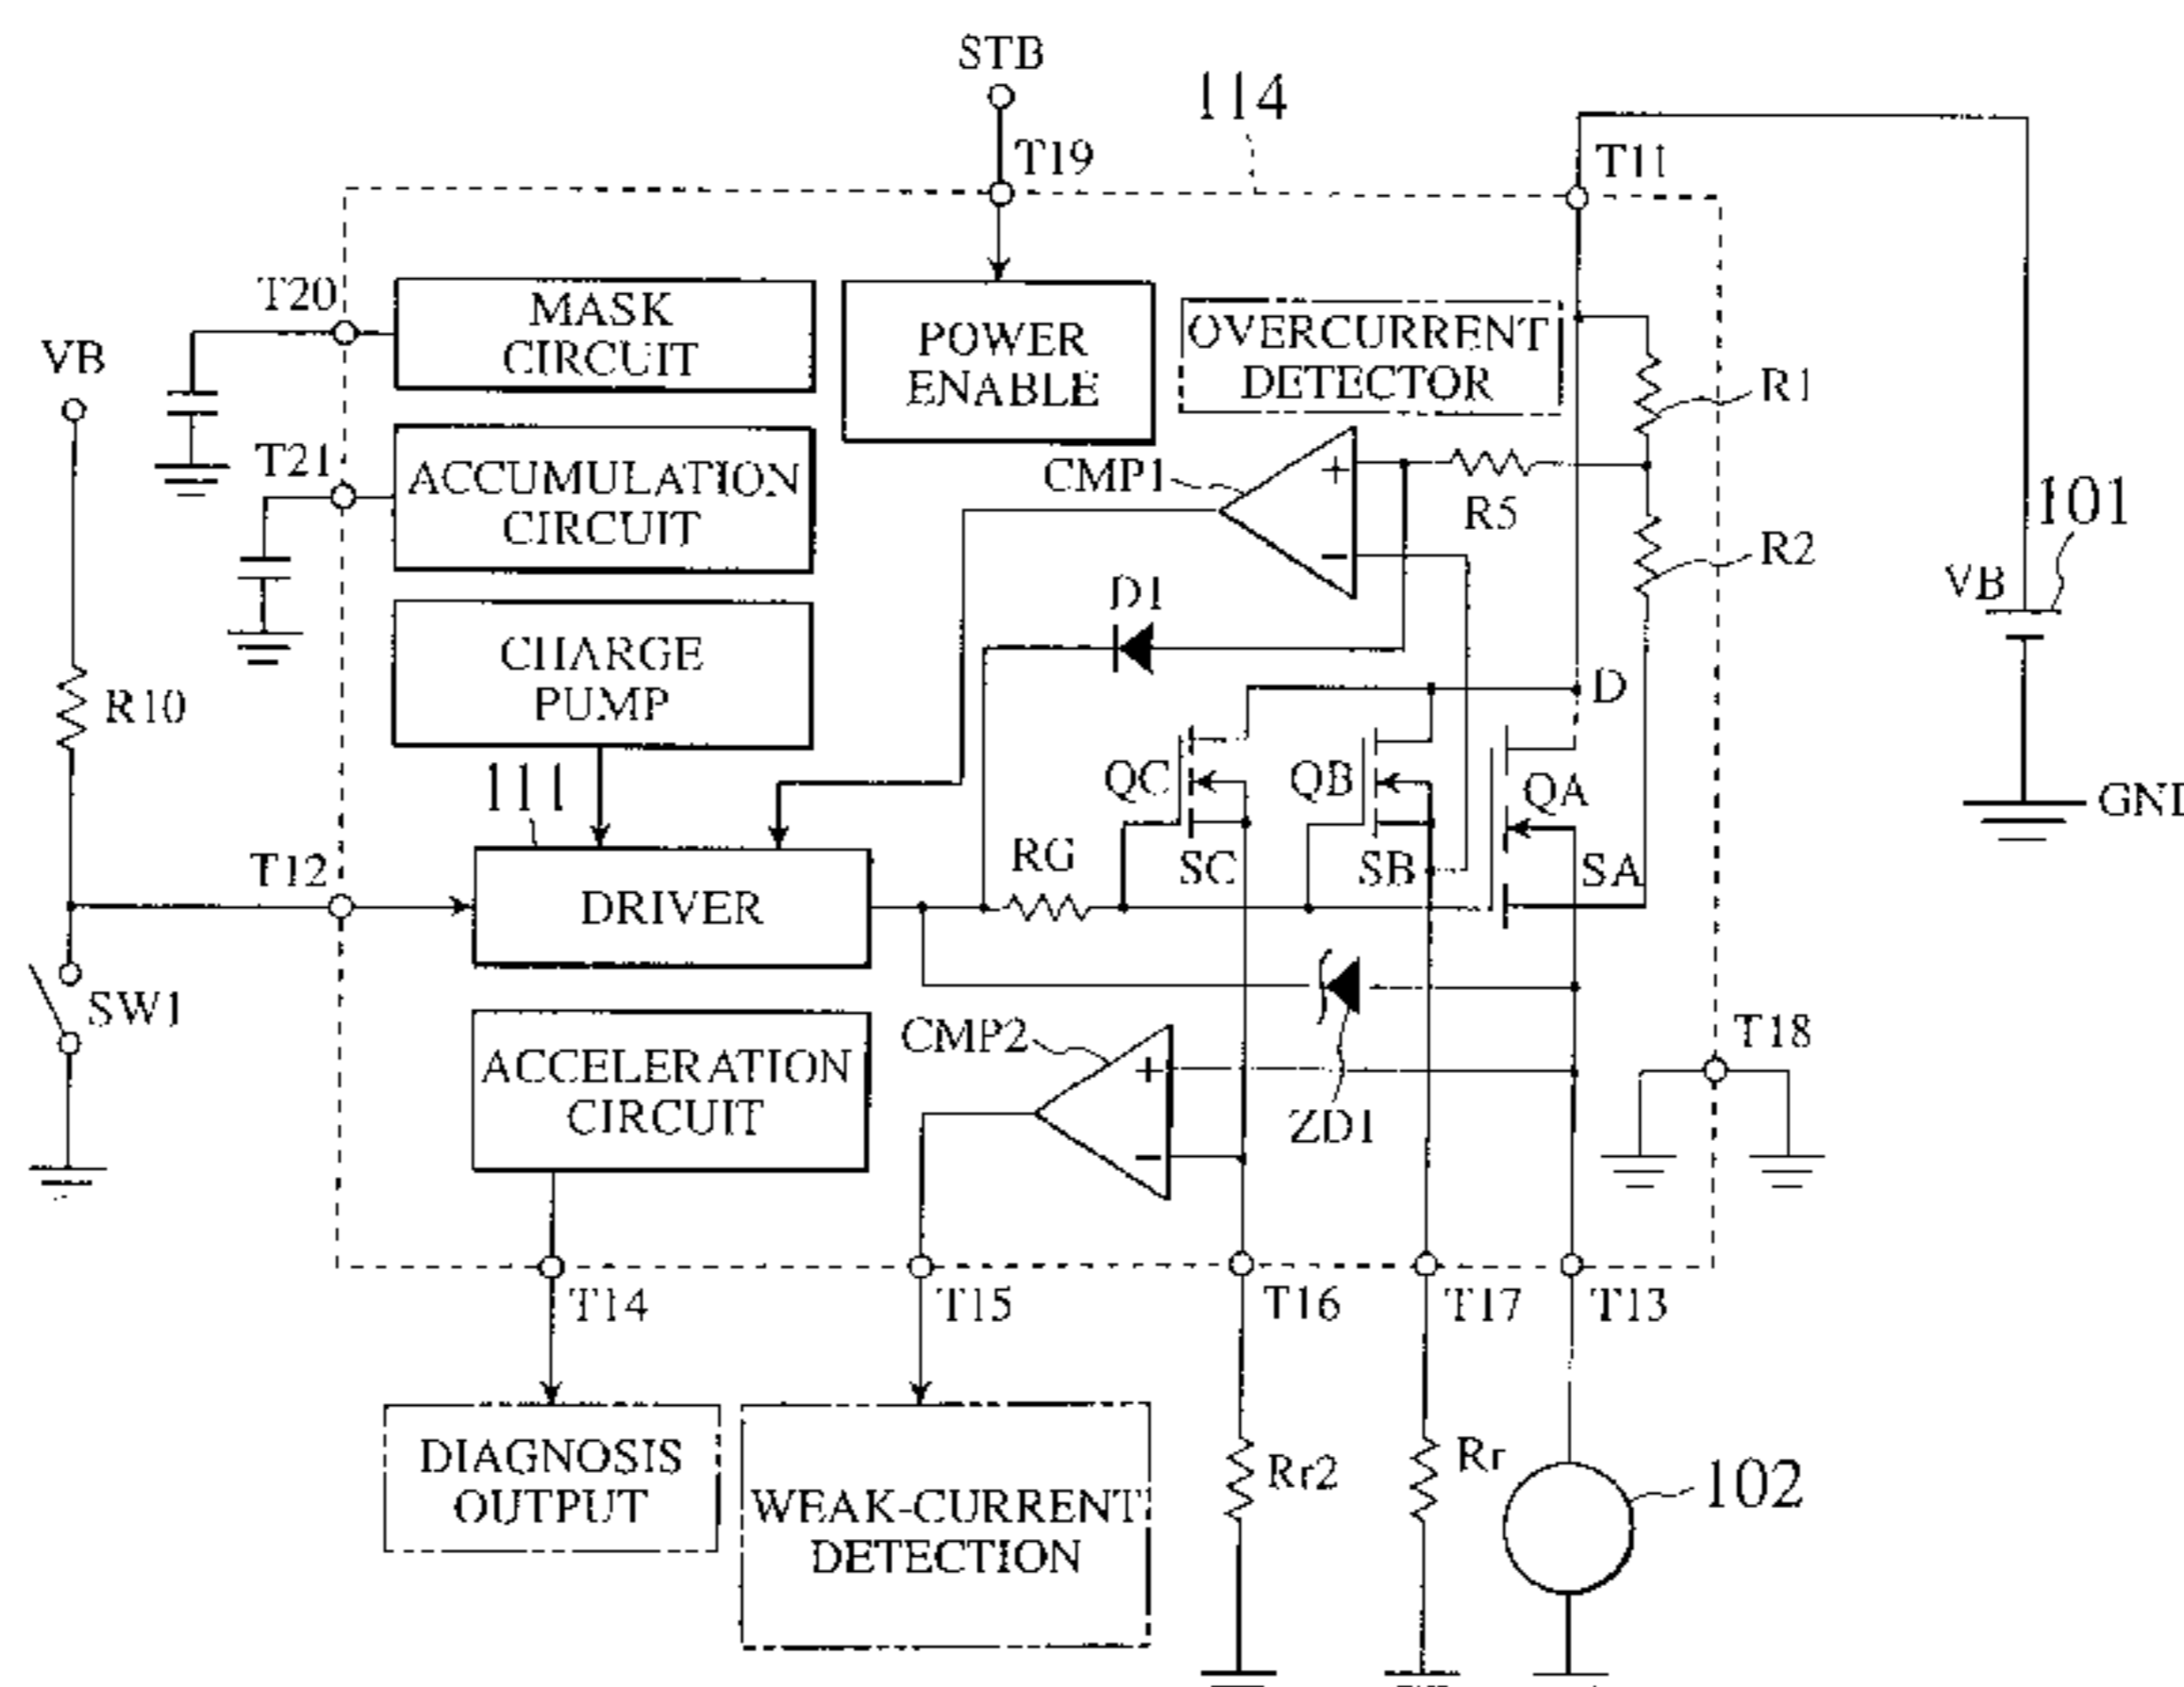 STB
114
T19
T11
T20
MASK
CIRCUIT
POWER
ENABLE
OVERCURRENT
DETECTOR
VB
R1
T21
ACCUMULATION
CIRCUIT
CMP1
+
−
R5
R2
101
VB
D1
CHARGE
PUMP
R10
D
111
QC
QB
QA
GND
T12
DRIVER
RG
SC
SB
SA
SW1
ACCELERATION
CIRCUIT
CMP2
+
−
ZD1
T18
T14
T15
T16
T17
T13
DIAGNOSIS
OUTPUT
WEAK-CURRENT
DETECTION
Rr2
Rr
102